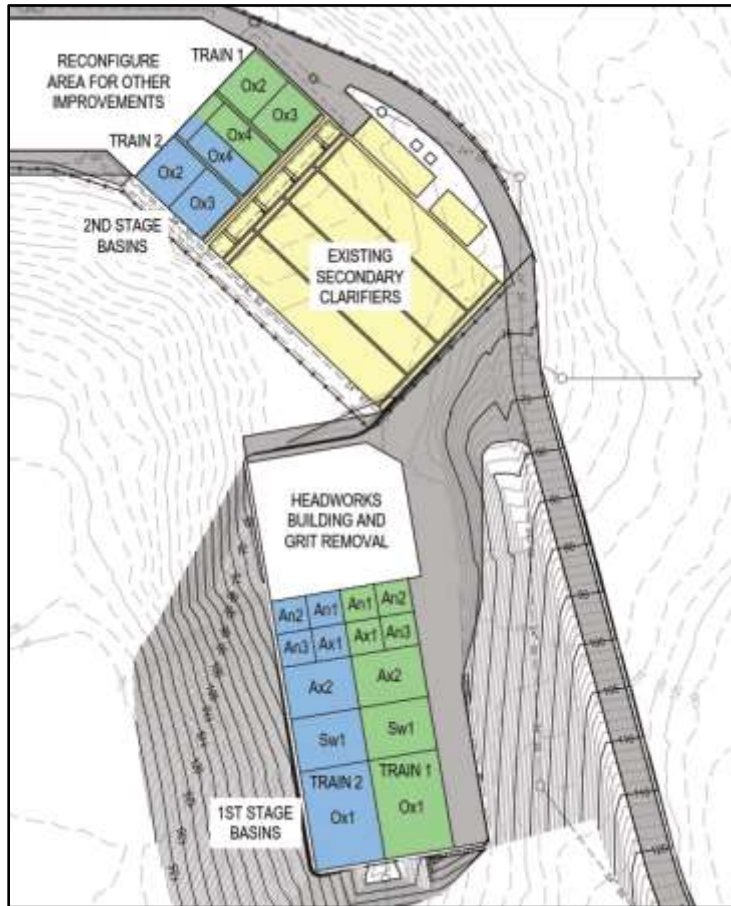 TRAIN 1
RECONFIGURE
AREA FOR OTHER
IMPROVEMENTS
Ox2
Ox3
TRAIN 2
Ox4
Ox4
Ox2
Ox3
2ND STAGE
BASINS
EXISTING
SECONDARY
CLARIFIERS
HEADWORKS
BUILDING AND
GRIT REMOVAL
An2 An1 An1 An2
An3 Ax1 Ax1 An3
Ax2 Ax2
Sw1 Sw1
TRAIN 2 TRAIN 1
Ox1 Ox1
1ST STAGE
BASINS